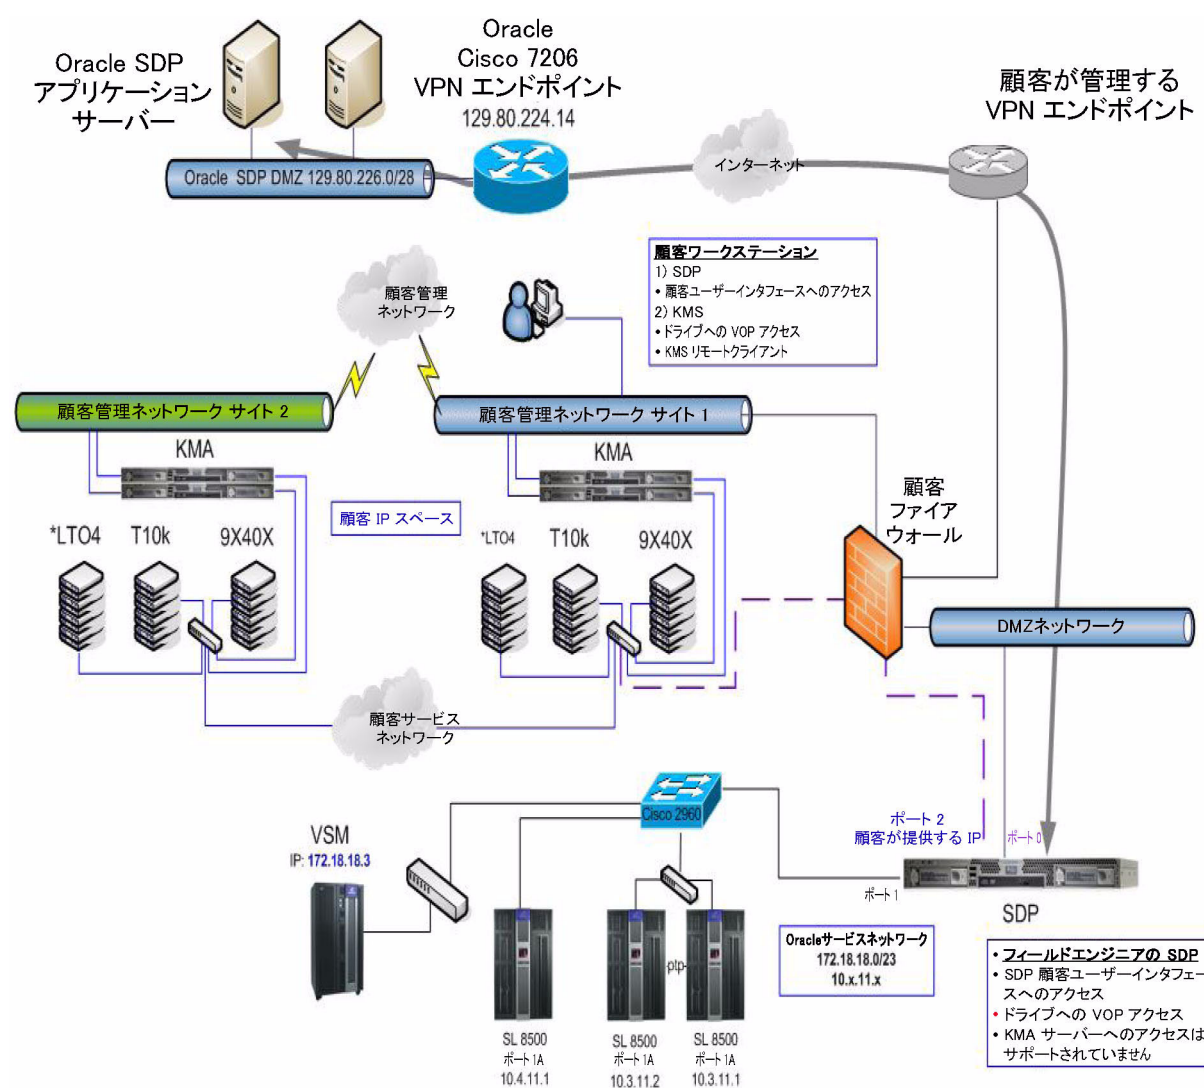 Oracle SDP
アプリケーション
サーバー
Oracle
Cisco 7206
VPN エンドポイント
129.80.224.14
顧客が管理する
VPN エンドポイント
Oracle SDP DMZ 129.80.226.0/28
インターネット
顧客ワークステーション
1) SDP
• 顧客ユーザーインタフェースへのアクセス
2) KMS
• ドライブへの VOP アクセス
• KMS リモートクライアント
顧客管理
ネットワーク
顧客管理ネットワーク サイト 2
顧客管理ネットワーク サイト 1
KMA
KMA
顧客 IP スペース
顧客
ファイア
ウォール
*LTO4
T10k
9X40X
*LTO4
T10k
9X40X
DMZネットワーク
顧客サービス
ネットワーク
Cisco 2960
ポート 2
顧客が提供する IP
ポート 0
VSM
IP: 172.18.18.3
ポート 1
SDP
Oracleサービスネットワーク
172.18.18.0/23
10.x.11.x
ptp
• フィールドエンジニアの SDP
• SDP 顧客ユーザーインタフェー
スへのアクセス
• ドライブへの VOP アクセス
• KMA サーバーへのアクセスは
サポートされていません
SL 8500
ポート 1A
10.4.11.1
SL 8500
ポート 1A
10.3.11.2
SL 8500
ポート 1A
10.3.11.1